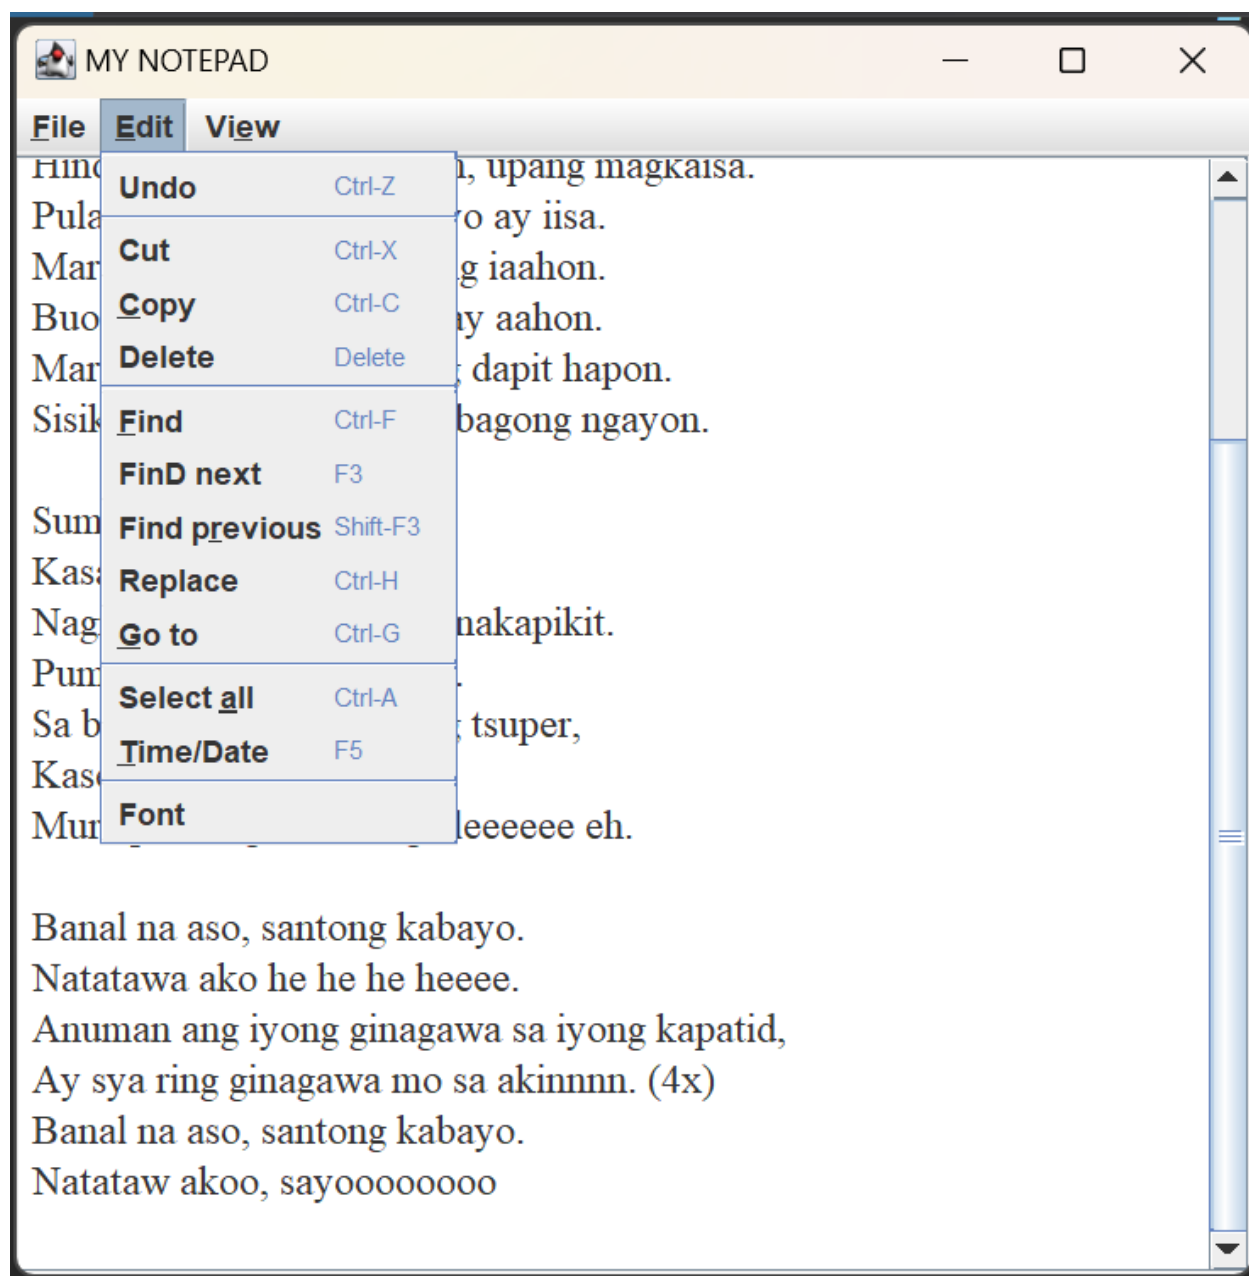 MY NOTEPAD
File Edit View
Undo Ctrl-Z
Cut Ctrl-X
Copy Ctrl-C
Delete Delete
Find Ctrl-F
FinD next F3
Find previous Shift-F3
Replace Ctrl-H
Go to Ctrl-G
Select all Ctrl-A
Time/Date F5
Font
upang magkaisa.
Pula ay iisa.
iaahon.
Buo aahon.
dapit hapon.
bagong ngayon.
nakapikit.
Sa tsuper,
eh.
Banal na aso, santong kabayo.
Natatawa ako he he he heeee.
Anuman ang iyong ginagawa sa iyong kapatid,
Ay sya ring ginagawa mo sa akinnnn. (4x)
Banal na aso, santong kabayo.
Natataw akoo, sayoooooooo